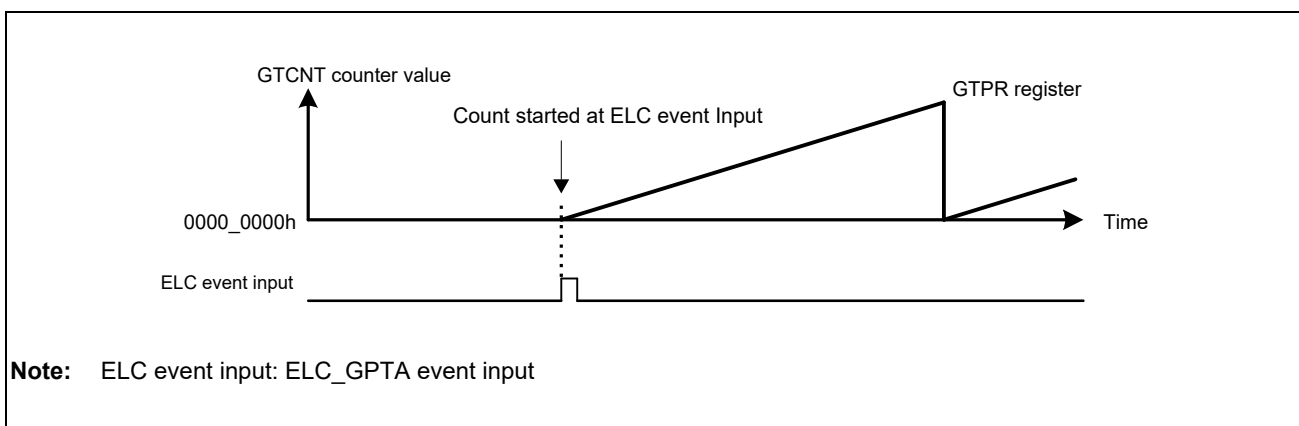 GTCNT counter value
GTPR register
Count started at ELC event Input
0000_0000h
Time
ELC event input
Note: ELC event input: ELC_GPTA event input